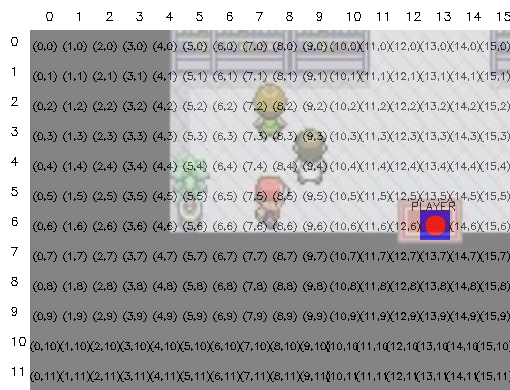 0 1 2 3 4 5 6 7 8 9 10 11 12 13 14 15
0 (0,0) (1,0) (2,0) (3,0) (4,0) (5,0) (6,0) (7,0) (8,0) (9,0) (10,0) (11,0) (12,0) (13,0) (14,0) (15,0)
1 (0,1) (1,1) (2,1) (3,1) (4,1) (5,1) (6,1) (7,1) (8,1) (9,1) (10,1) (11,1) (12,1) (13,1) (14,1) (15,1)
2 (0,2) (1,2) (2,2) (3,2) (4,2) (5,2) (6,2) (7,2) (8,2) (9,2) (10,2) (11,2) (12,2) (13,2) (14,2) (15,2)
3 (0,3) (1,3) (2,3) (3,3) (4,3) (5,3) (6,3) (7,3) (8,3) (9,3) (10,3) (11,3) (12,3) (13,3) (14,3) (15,3)
4 (0,4) (1,4) (2,4) (3,4) (4,4) (5,4) (6,4) (7,4) (8,4) (9,4) (10,4) (11,4) (12,4) (13,4) (14,4) (15,4)
5 (0,5) (1,5) (2,5) (3,5) (4,5) (5,5) (6,5) (7,5) (8,5) (9,5) (10,5) (11,5) (12,5) (13,5) (14,5) (15,5)
PLAYER
6 (0,6) (1,6) (2,6) (3,6) (4,6) (5,6) (6,6) (7,6) (8,6) (9,6) (10,6) (11,6) (12,6) (14,6) (15,6)
7 (0,7) (1,7) (2,7) (3,7) (4,7) (5,7) (6,7) (7,7) (8,7) (9,7) (10,7) (11,7) (12,7) (13,7) (14,7) (15,7)
8 (0,8) (1,8) (2,8) (3,8) (4,8) (5,8) (6,8) (7,8) (8,8) (9,8) (10,8) (11,8) (12,8) (13,8) (14,8) (15,8)
9 (0,9) (1,9) (2,9) (3,9) (4,9) (5,9) (6,9) (7,9) (8,9) (9,9) (10,9) (11,9) (12,9) (13,9) (14,9) (15,9)
10 (0,10) (1,10) (2,10) (3,10) (4,10) (5,10) (6,10) (7,10) (8,10) (9,10) (10,10) (11,10) (12,10) (13,10) (14,10) (15,10)
11 (0,11) (1,11) (2,11) (3,11) (4,11) (5,11) (6,11) (7,11) (8,11) (9,11) (10,11) (11,11) (12,11) (13,11) (14,11) (15,11)